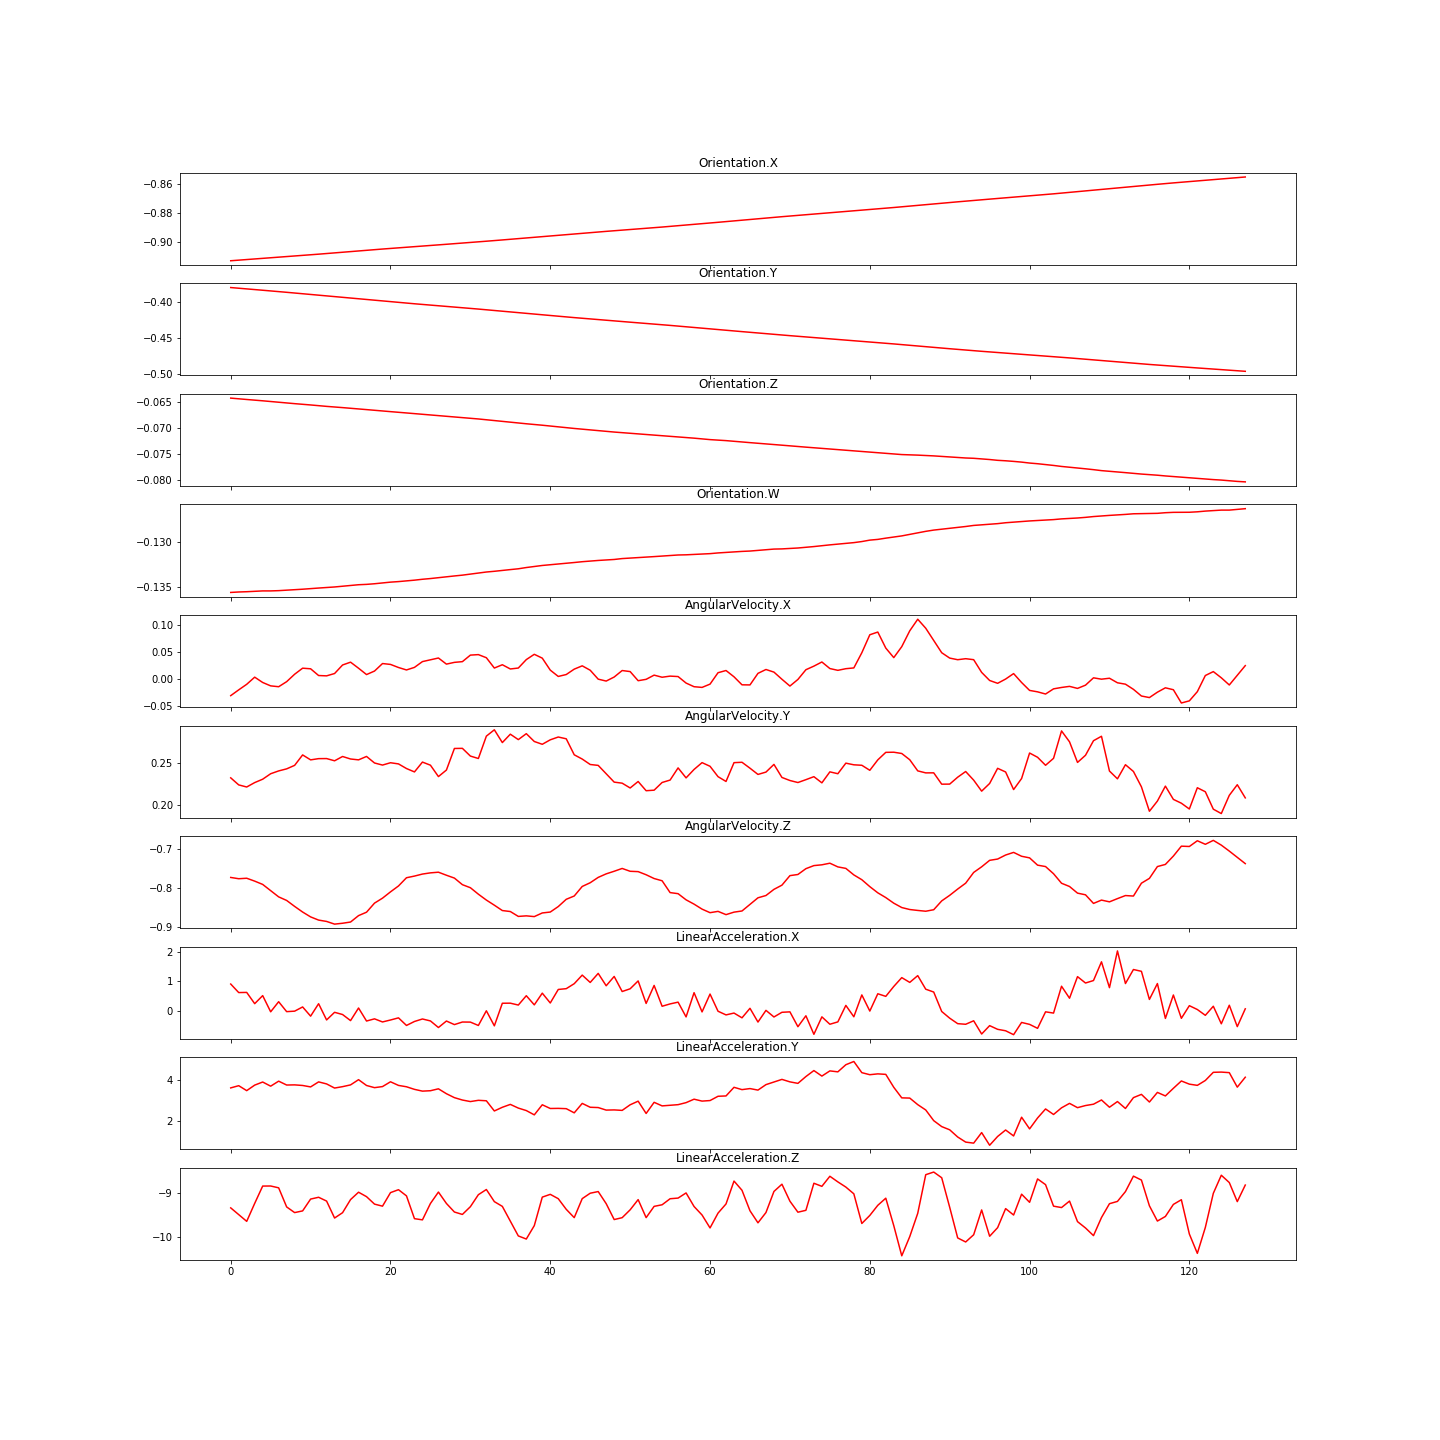 Orientation.X
−0.86
−0.88
−0.90
Orientation.Y
−0.40
−0.45
−0.50
Orientation.Z
−0.065
−0.070
−0.075
−0.080
Orientation.W
−0.130
−0.135
AngularVelocity.X
0.10
0.05
0.00
−0.05
AngularVelocity.Y
0.25
0.20
AngularVelocity.Z
−0.7
−0.8
−0.9
LinearAcceleration.X
2
1
0
LinearAcceleration.Y
4
2
LinearAcceleration.Z
−9
−10
0 20 40 60 80 100 120